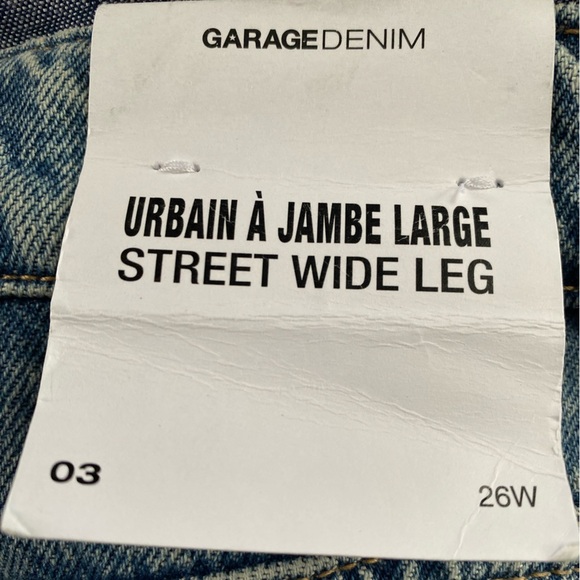 GARAGEDENIM
URBAIN À JAMBE LARGE
STREET WIDE LEG
03
26W